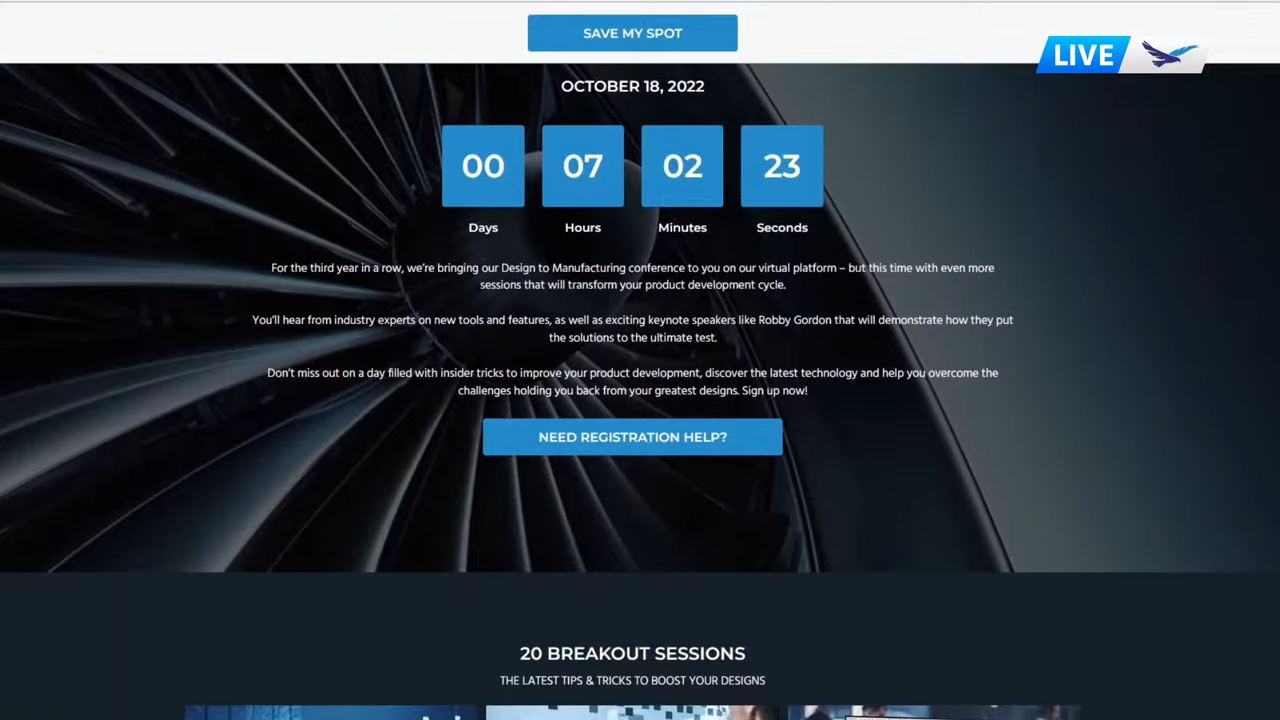 SAVE MY SPOT
LIVE
OCTOBER 18, 2022
00 07 02 23
Days Hours Minutes Seconds
For the third year in a row, we’re bringing our Design to Manufacturing conference to you on our virtual platform – but this time with even more
sessions that will transform your product development cycle.
You’ll hear from industry experts on new tools and features, as well as exciting keynote speakers like Robby Gordon that will demonstrate how they put
the solutions to the ultimate test.
Don’t miss out on a day filled with insider tricks to improve your product development, discover the latest technology and help you overcome the
challenges holding you back from your greatest designs. Sign up now!
NEED REGISTRATION HELP?
20 BREAKOUT SESSIONS
THE LATEST TIPS & TRICKS TO BOOST YOUR DESIGNS